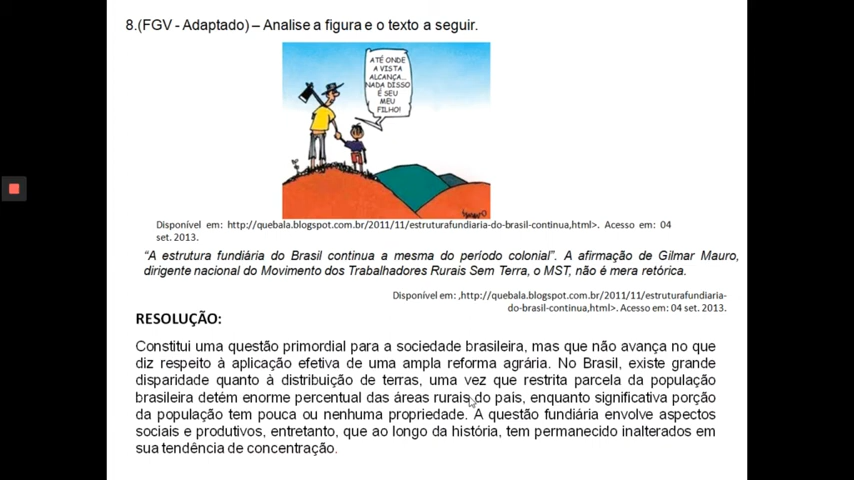 8.(FGV - Adaptado) – Analise a figura e o texto a seguir.
ATÉ ONDE
A VISTA
ALCANÇA...
NADA DISSO
É SEU
MEU
FILHO!
Disponível em: http://quebala.blogspot.com.br/2011/11/estruturafundiaria-do-brasil-continua,html>. Acesso em: 04
set. 2013.
“A estrutura fundiária do Brasil continua a mesma do período colonial”. A afirmação de Gilmar Mauro,
dirigente nacional do Movimento dos Trabalhadores Rurais Sem Terra, o MST, não é mera retórica.
Disponível em: ,http://quebala.blogspot.com.br/2011/11/estruturafundiaria-
do-brasil-continua,html>. Acesso em: 04 set. 2013.
RESOLUÇÃO:
Constitui uma questão primordial para a sociedade brasileira, mas que não avança no que
diz respeito à aplicação efetiva de uma ampla reforma agrária. No Brasil, existe grande
disparidade quanto à distribuição de terras, uma vez que restrita parcela da população
brasileira detém enorme percentual das áreas rurais do país, enquanto significativa porção
da população tem pouca ou nenhuma propriedade. A questão fundiária envolve aspectos
sociais e produtivos, entretanto, que ao longo da história, tem permanecido inalterados em
sua tendência de concentração.